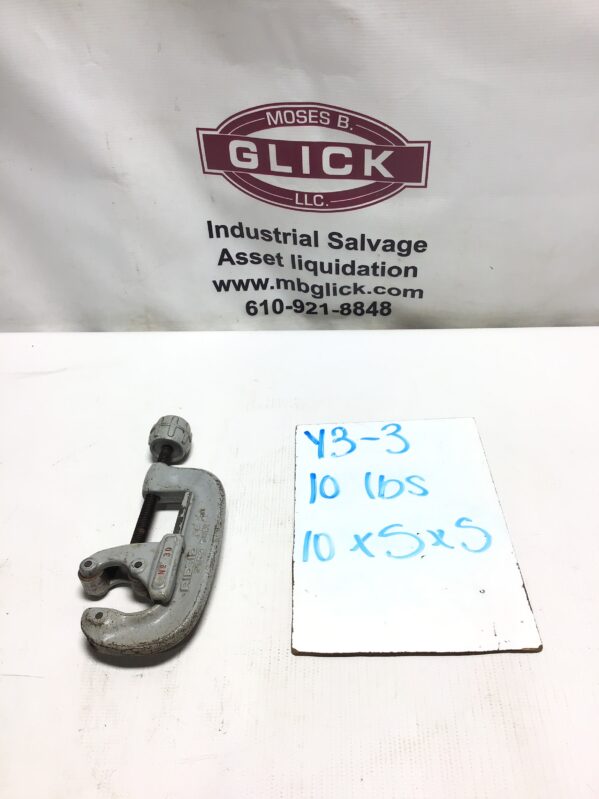 MOSES B.
GLICK
LLC.
Industrial Salvage
Asset liquidation
www.mbglick.com
610-921-8848
Y3-3
10 lbs
10 x 5 x 5
No 30